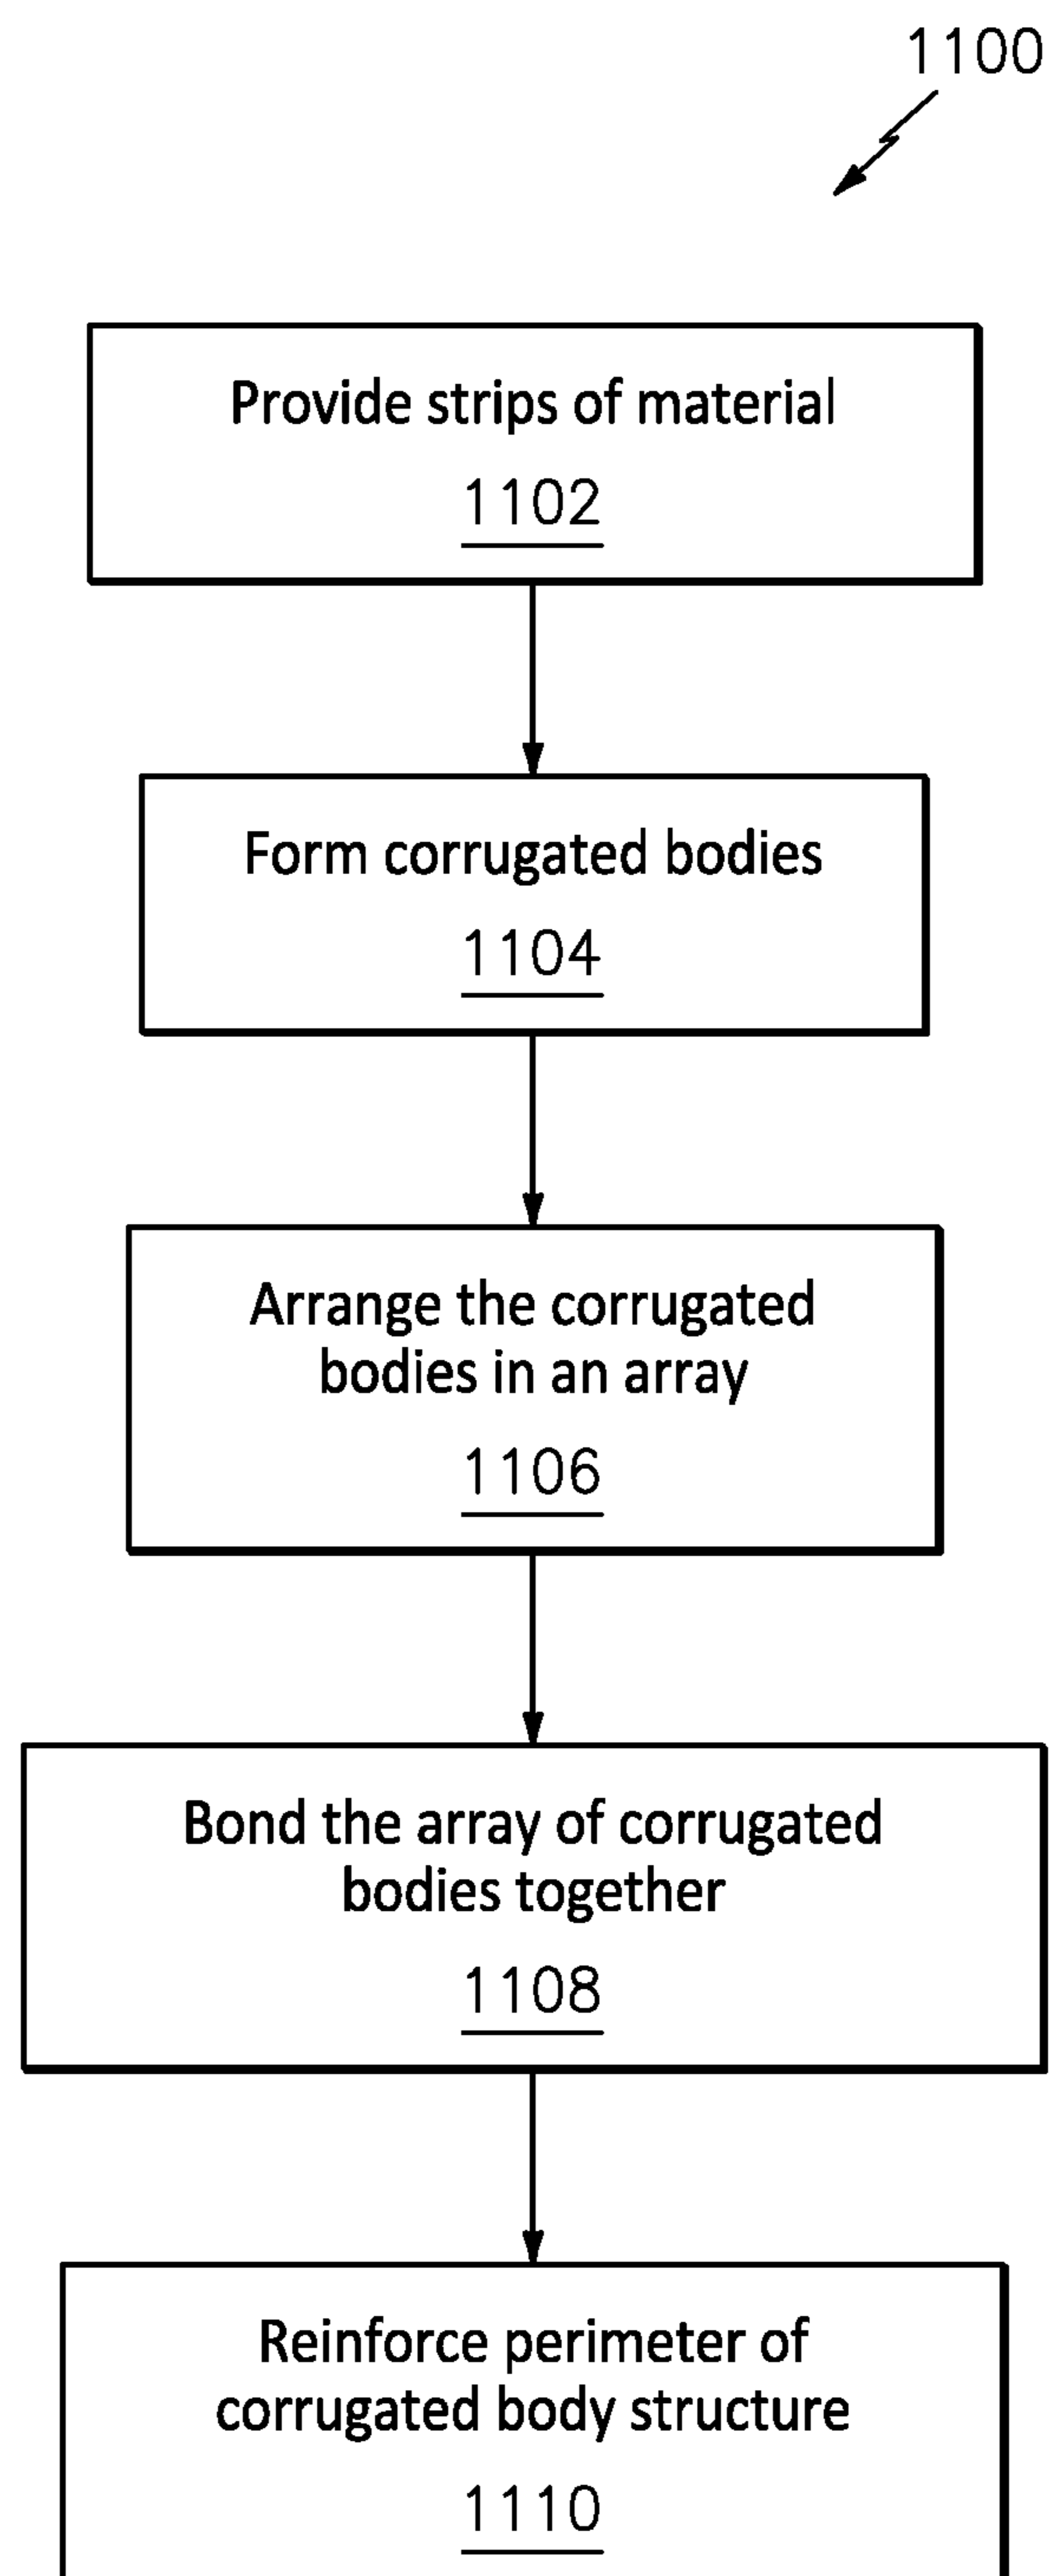 1100
Provide strips of material
1102
Form corrugated bodies
1104
Arrange the corrugated
bodies in an array
1106
Bond the array of corrugated
bodies together
1108
Reinforce perimeter of
corrugated body structure
1110